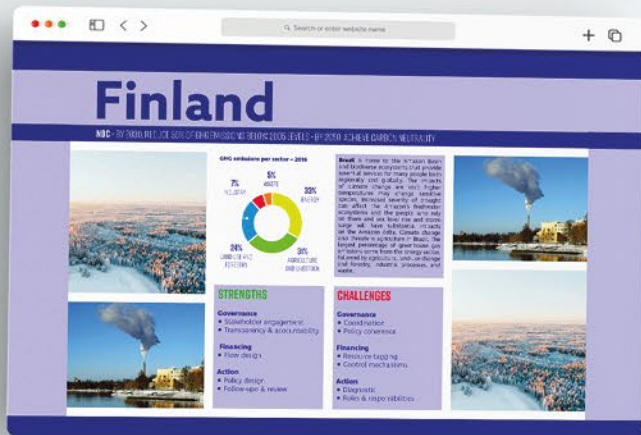 Search or enter website name
Finland
NDC - BY 2030, REDUCE 50% OF GHG EMISSIONS BELOW 2005 LEVELS - BY 2050 ACHIEVE CARBON NEUTRALITY
GHG emissions per sector – 2016
5%
WASTE
7%
INDUSTRY
33%
ENERGY
24%
LAND USE AND
FORESTRY
31%
AGRICULTURE
AND LIVESTOCK
Brazil is home to the Amazon Basin
and biodiverse ecosystems that provide
essential services for many people both
regionally and globally. The impacts
of climate change are vast: higher
temperatures may change sensitive
species, increased severity of drought
can affect the Amazon's freshwater
ecosystems and the people who rely
on them and sea level rise and storm
surge will have substantial impacts
on the Amazon delta. Climate change
also threatens agriculture in Brazil. The
largest percentage of greenhouse gas
emissions come from the energy sector,
followed by agriculture, land-use change
and forestry, industrial processes, and
waste.
STRENGTHS
Governance
• Stakeholder engagement
• Transparency & accountability
Financing
• Flow design
Action
• Policy design
• Follow-ups & review
CHALLENGES
Governance
• Coordination
• Policy coherence
Financing
• Resource tagging
• Control mechanisms
Action
• Diagnostic
• Roles & responsibilities